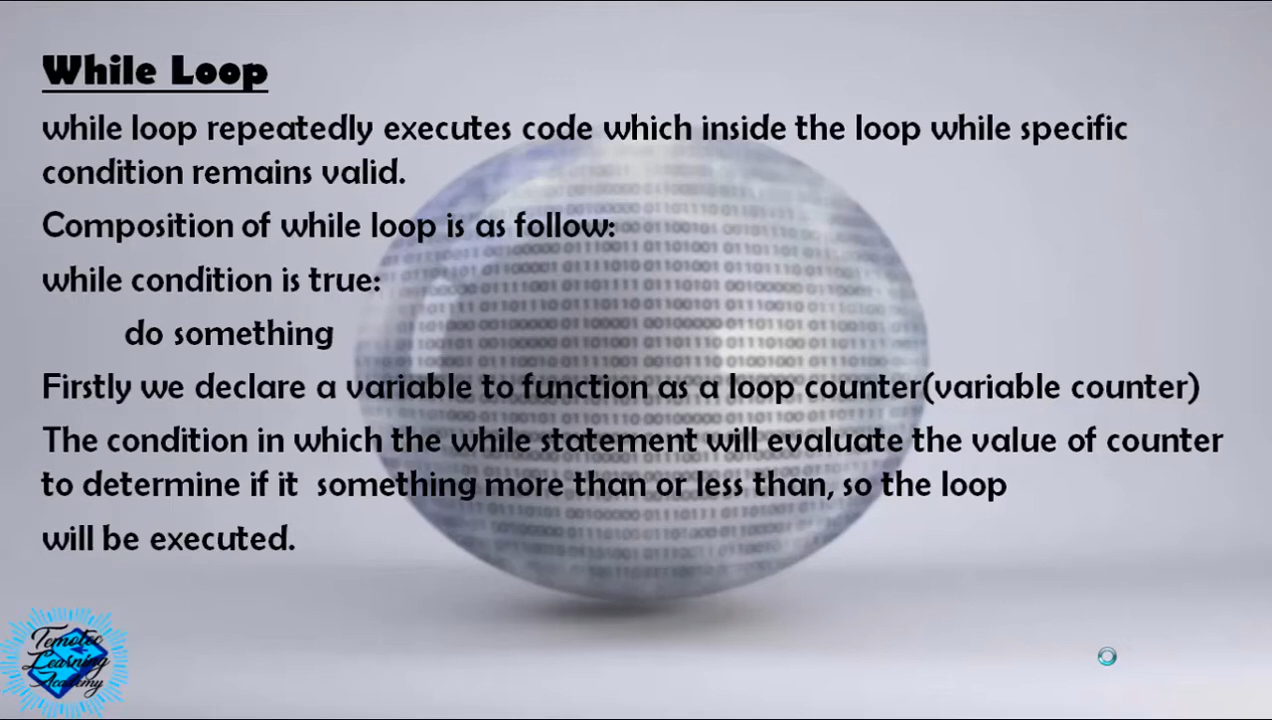 While Loop
while loop repeatedly executes code which inside the loop while specific
condition remains valid.
Composition of while loop is as follow:
while condition is true:
do something
Firstly we declare a variable to function as a loop counter(variable counter)
The condition in which the while statement will evaluate the value of counter
to determine if it something more than or less than, so the loop
will be executed.
Temotec
Learning
Academy